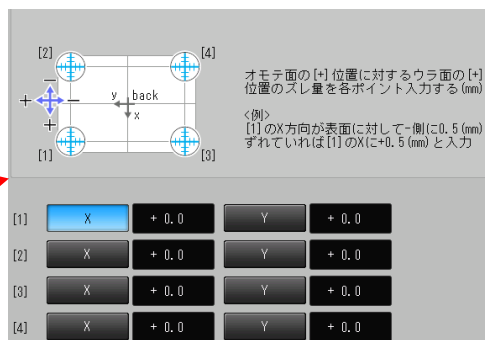 [2]
[4]
オモテ面の[+]位置に対するウラ面の[+]
位置のズレ量を各ポイント入力する(mm)
y back
x
<例>
[1]のX方向が表面に対して-側に0.5(mm)
ずれていれば[1]のXに+0.5(mm)と入力
[1]
[3]
[1] X + 0.0 Y + 0.0
[2] X + 0.0 Y + 0.0
[3] X + 0.0 Y + 0.0
[4] X + 0.0 Y + 0.0